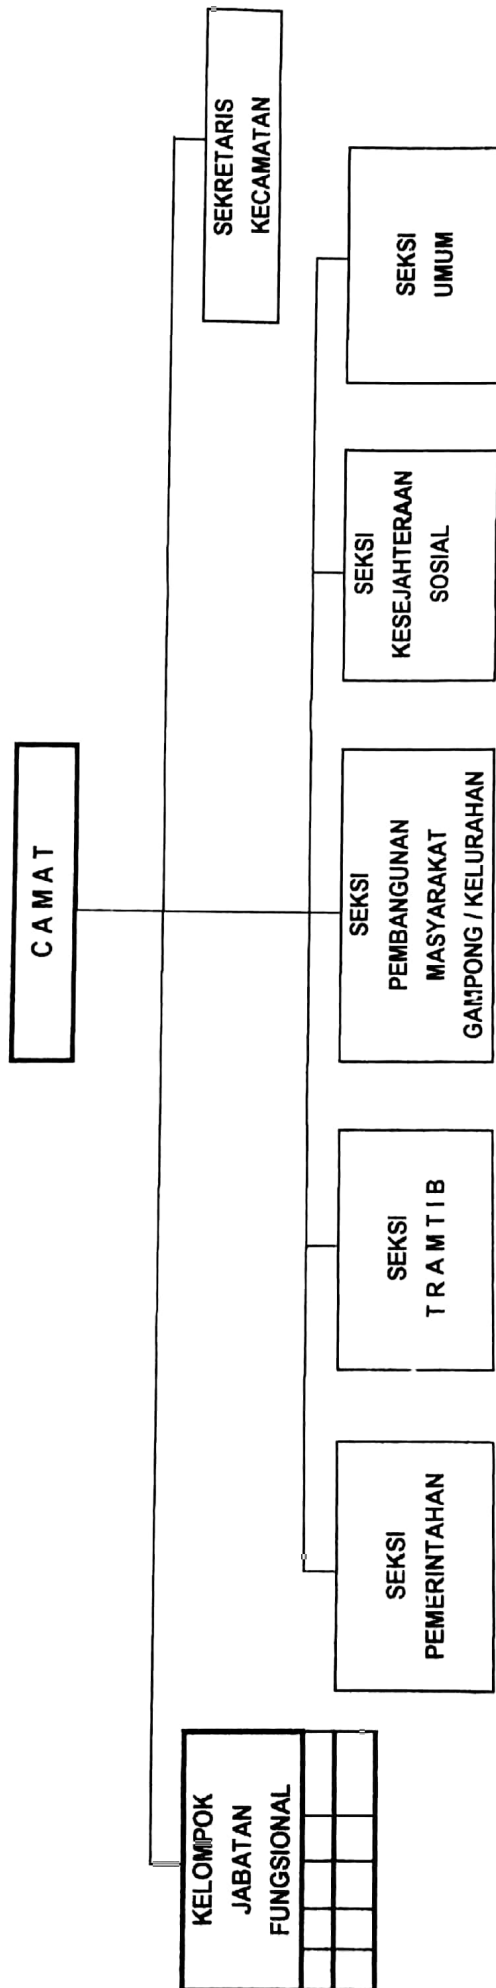 C A M A T
KELOMPOK
JABATAN
FUNGSIONAL
SEKRETARIS
KECAMATAN
SEKSI
PEMERINTAHAN
SEKSI
T R A M T I B
SEKSI
PEMBANGUNAN
MASYARAKAT
GAMPONG / KELURAHAN
SEKSI
KESEJAHTERAAN
SOSIAL
SEKSI
UMUM